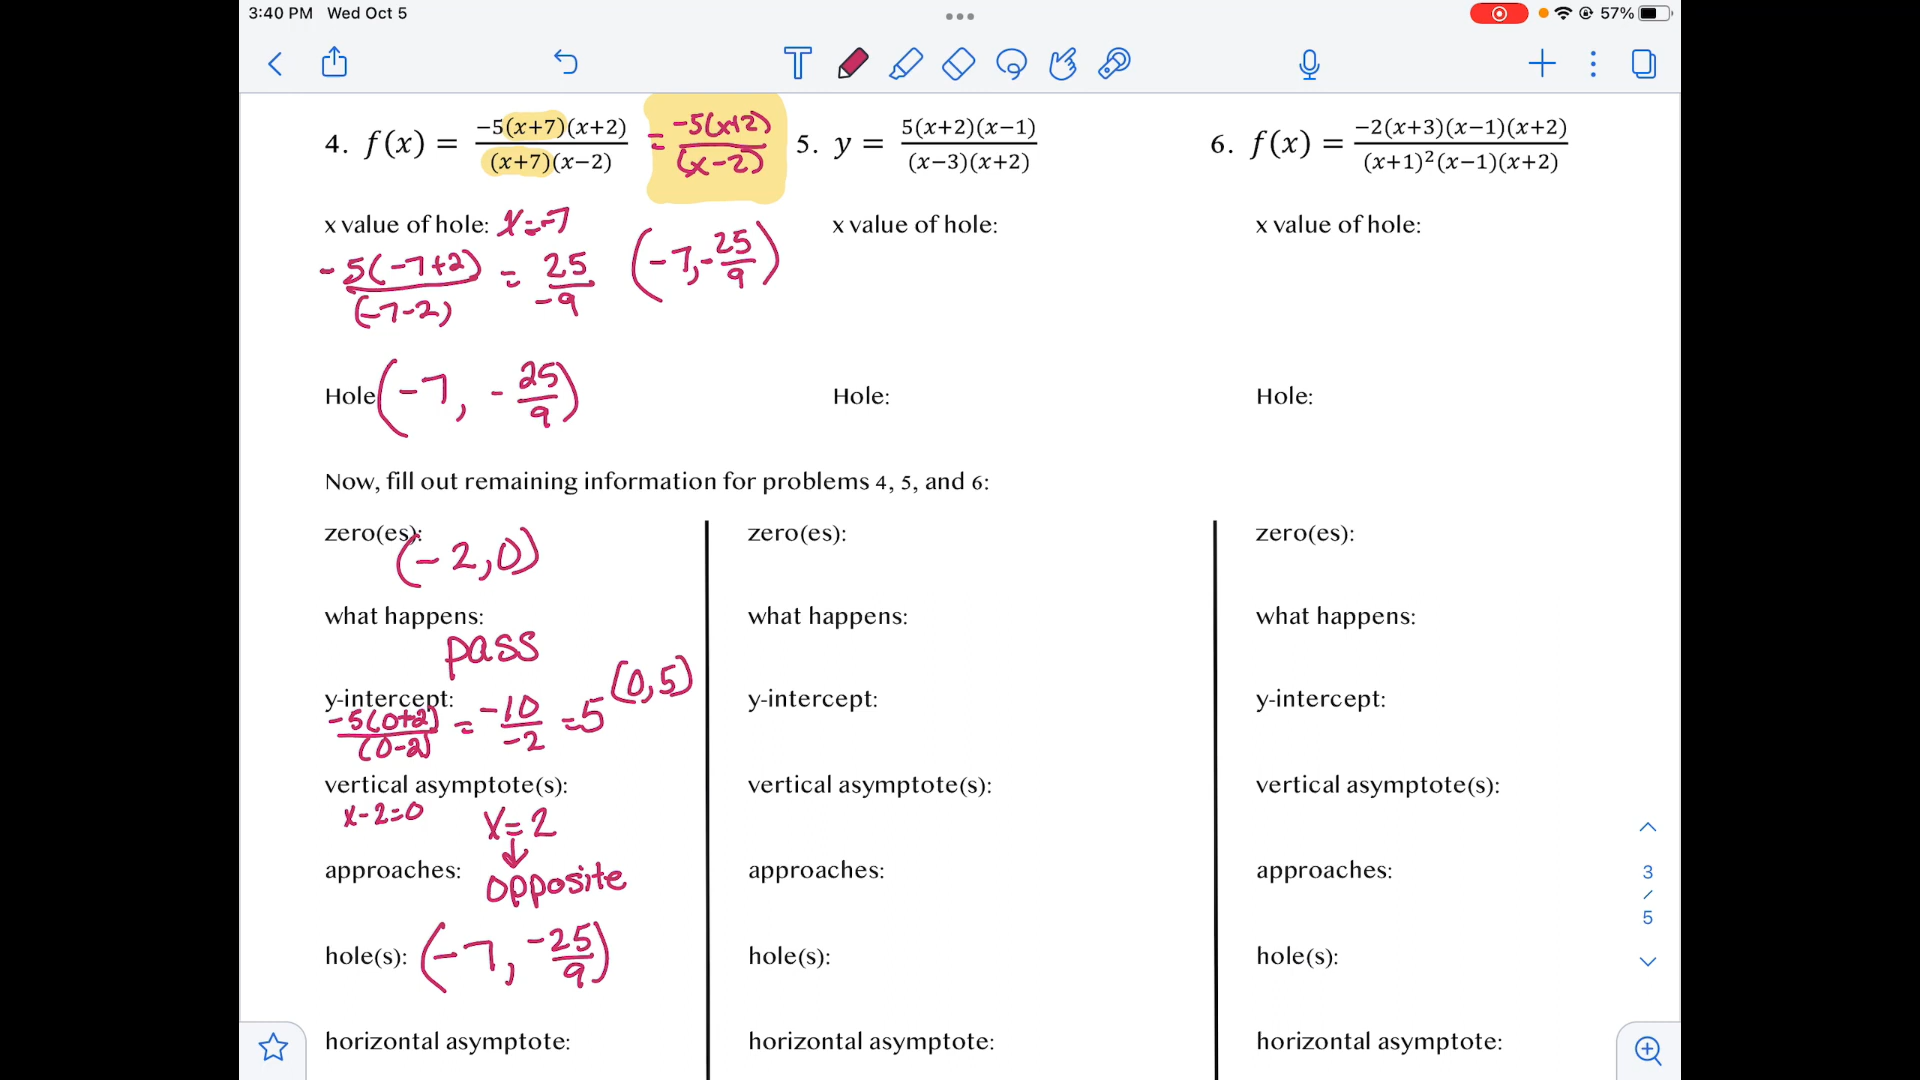 3:40 PM Wed Oct 5
57%
4. f(x) = −5(x+7)(x+2) / (x+7)(x−2) = -5(x+2) / (x-2)
5. y = 5(x+2)(x−1) / (x−3)(x+2)
6. f(x) = −2(x+3)(x−1)(x+2) / (x+1)²(x−1)(x+2)
x value of hole: x=-7
-5(-7+2) / (-7-2) = 25 / -9 (-7, -25/9)
Hole (-7, -25/9)
x value of hole:
Hole:
x value of hole:
Hole:
Now, fill out remaining information for problems 4, 5, and 6:
zero(es): (-2,0)
what happens: pass
y-intercept: (0,5)
-5(0+2) / (0-2) = -10 / -2 = 5
vertical asymptote(s):
x-2=0 x=2
↓
approaches: opposite
hole(s): (-7, -25/9)
horizontal asymptote:
zero(es):
what happens:
y-intercept:
vertical asymptote(s):
approaches:
hole(s):
horizontal asymptote:
zero(es):
what happens:
y-intercept:
vertical asymptote(s):
approaches:
hole(s):
horizontal asymptote:
3
/
5